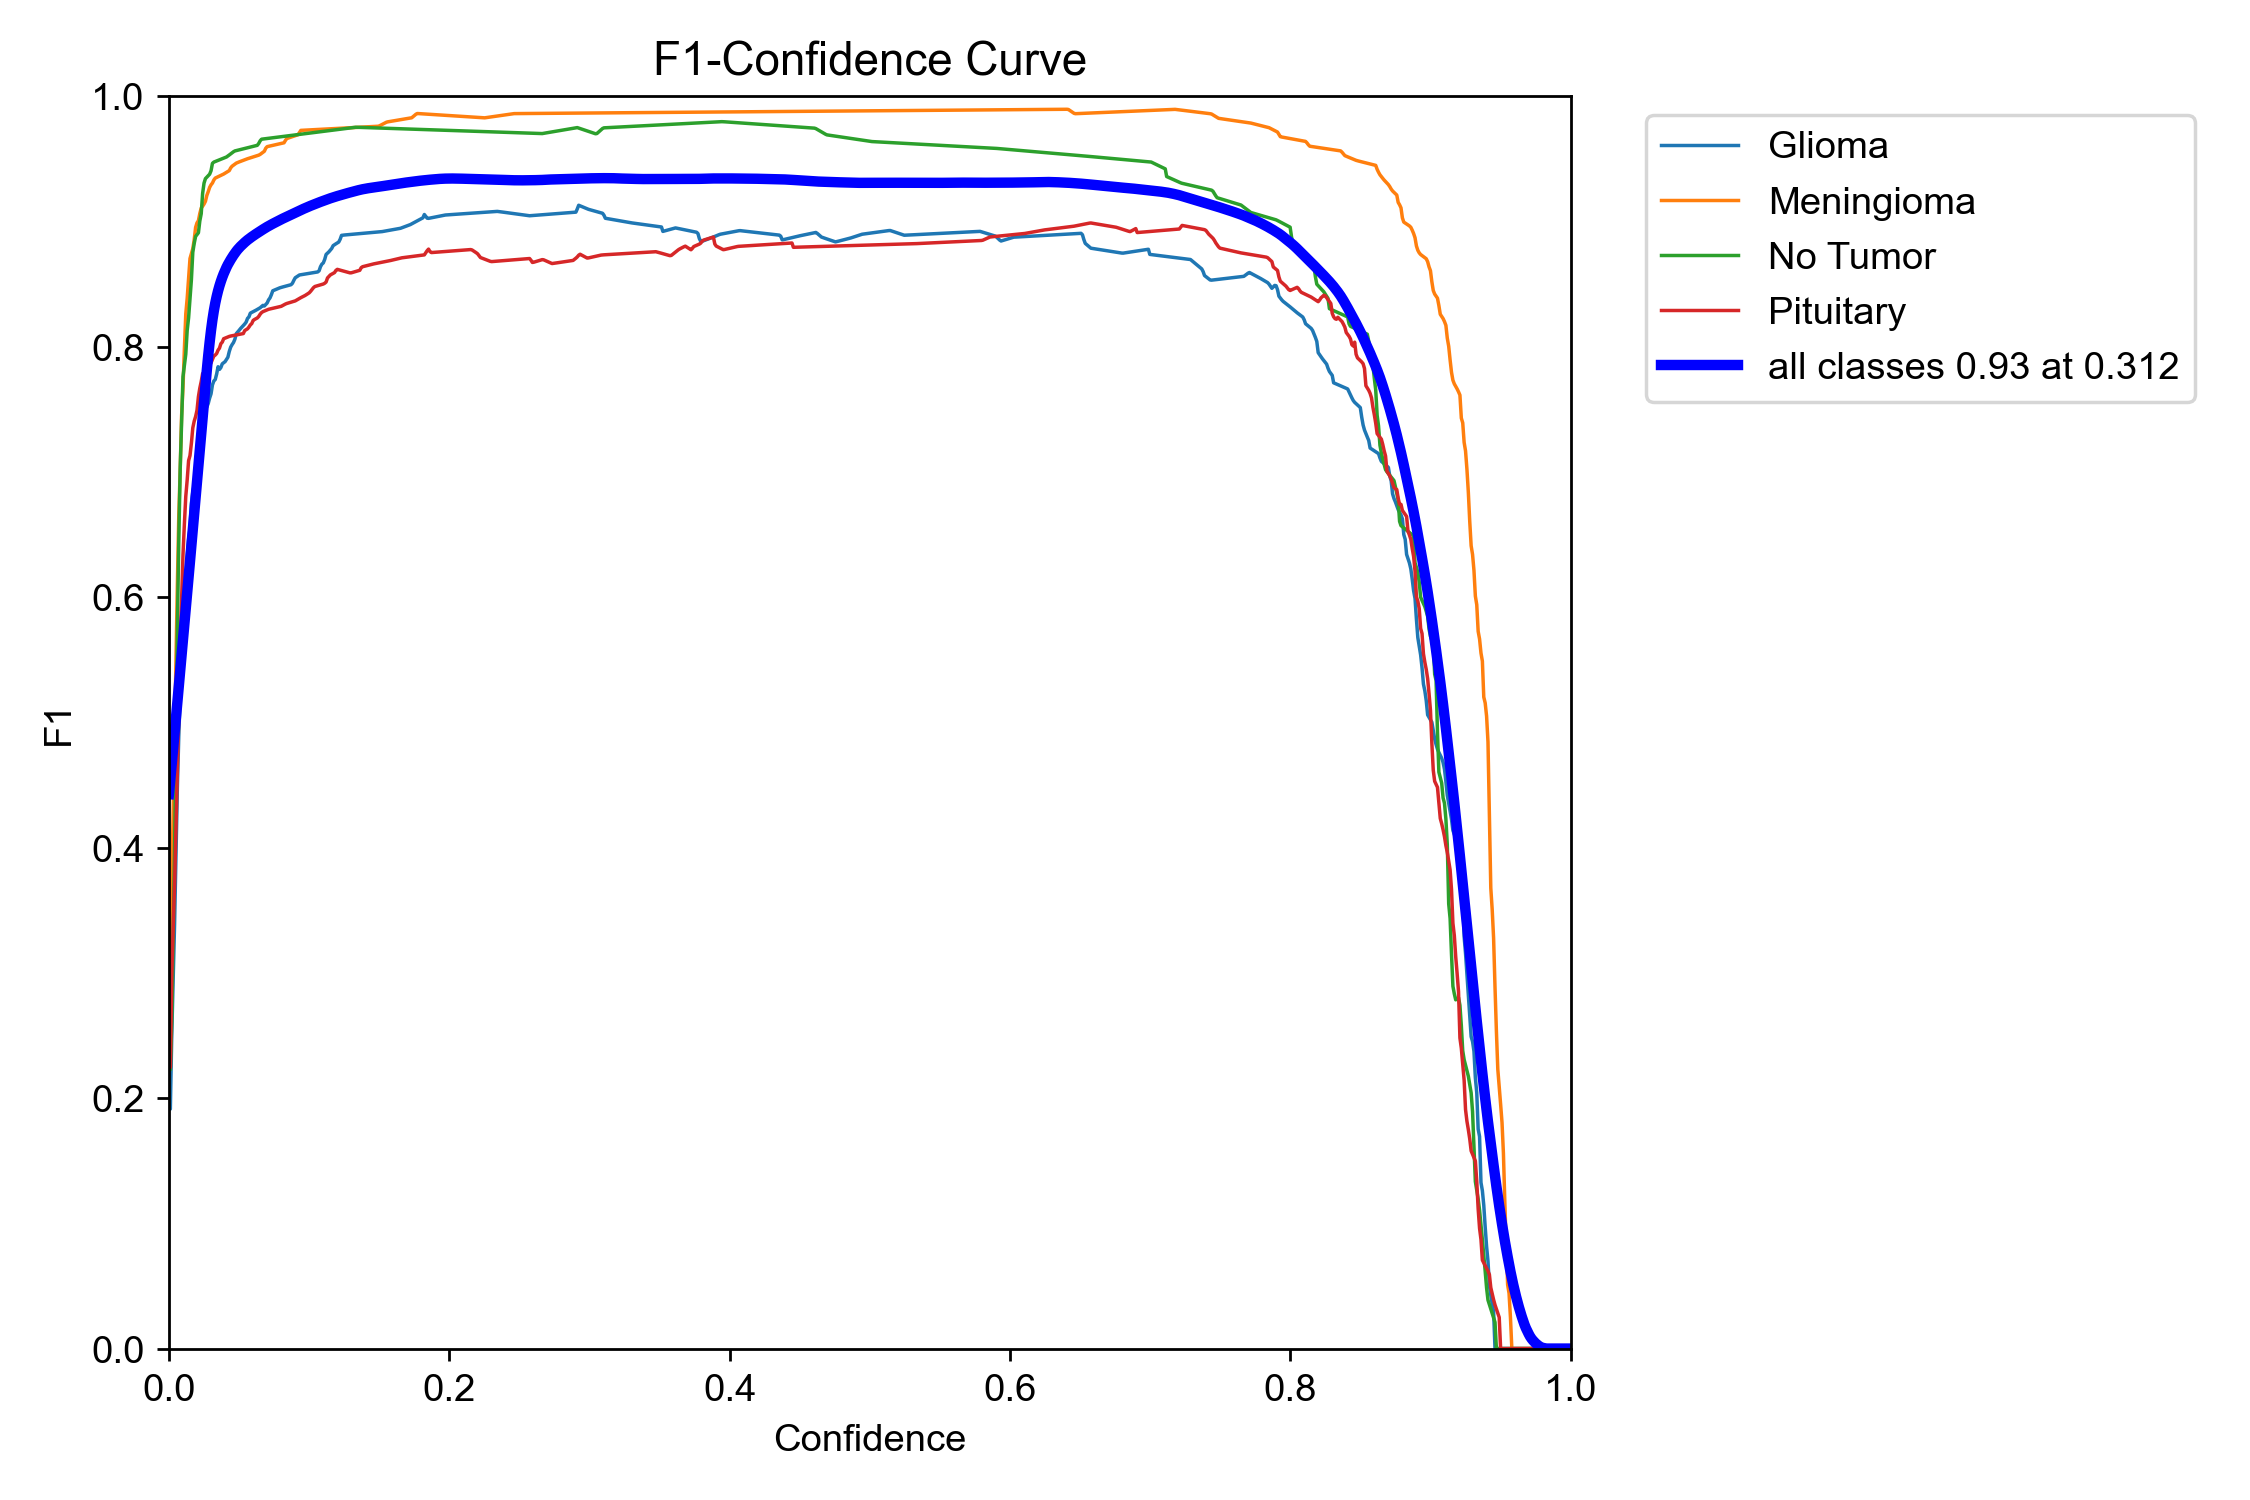 F1-Confidence Curve
1.0
0.8
0.6
0.4
0.2
0.0
F1
0.0 0.2 0.4 0.6 0.8 1.0
Confidence
Glioma
Meningioma
No Tumor
Pituitary
all classes 0.93 at 0.312